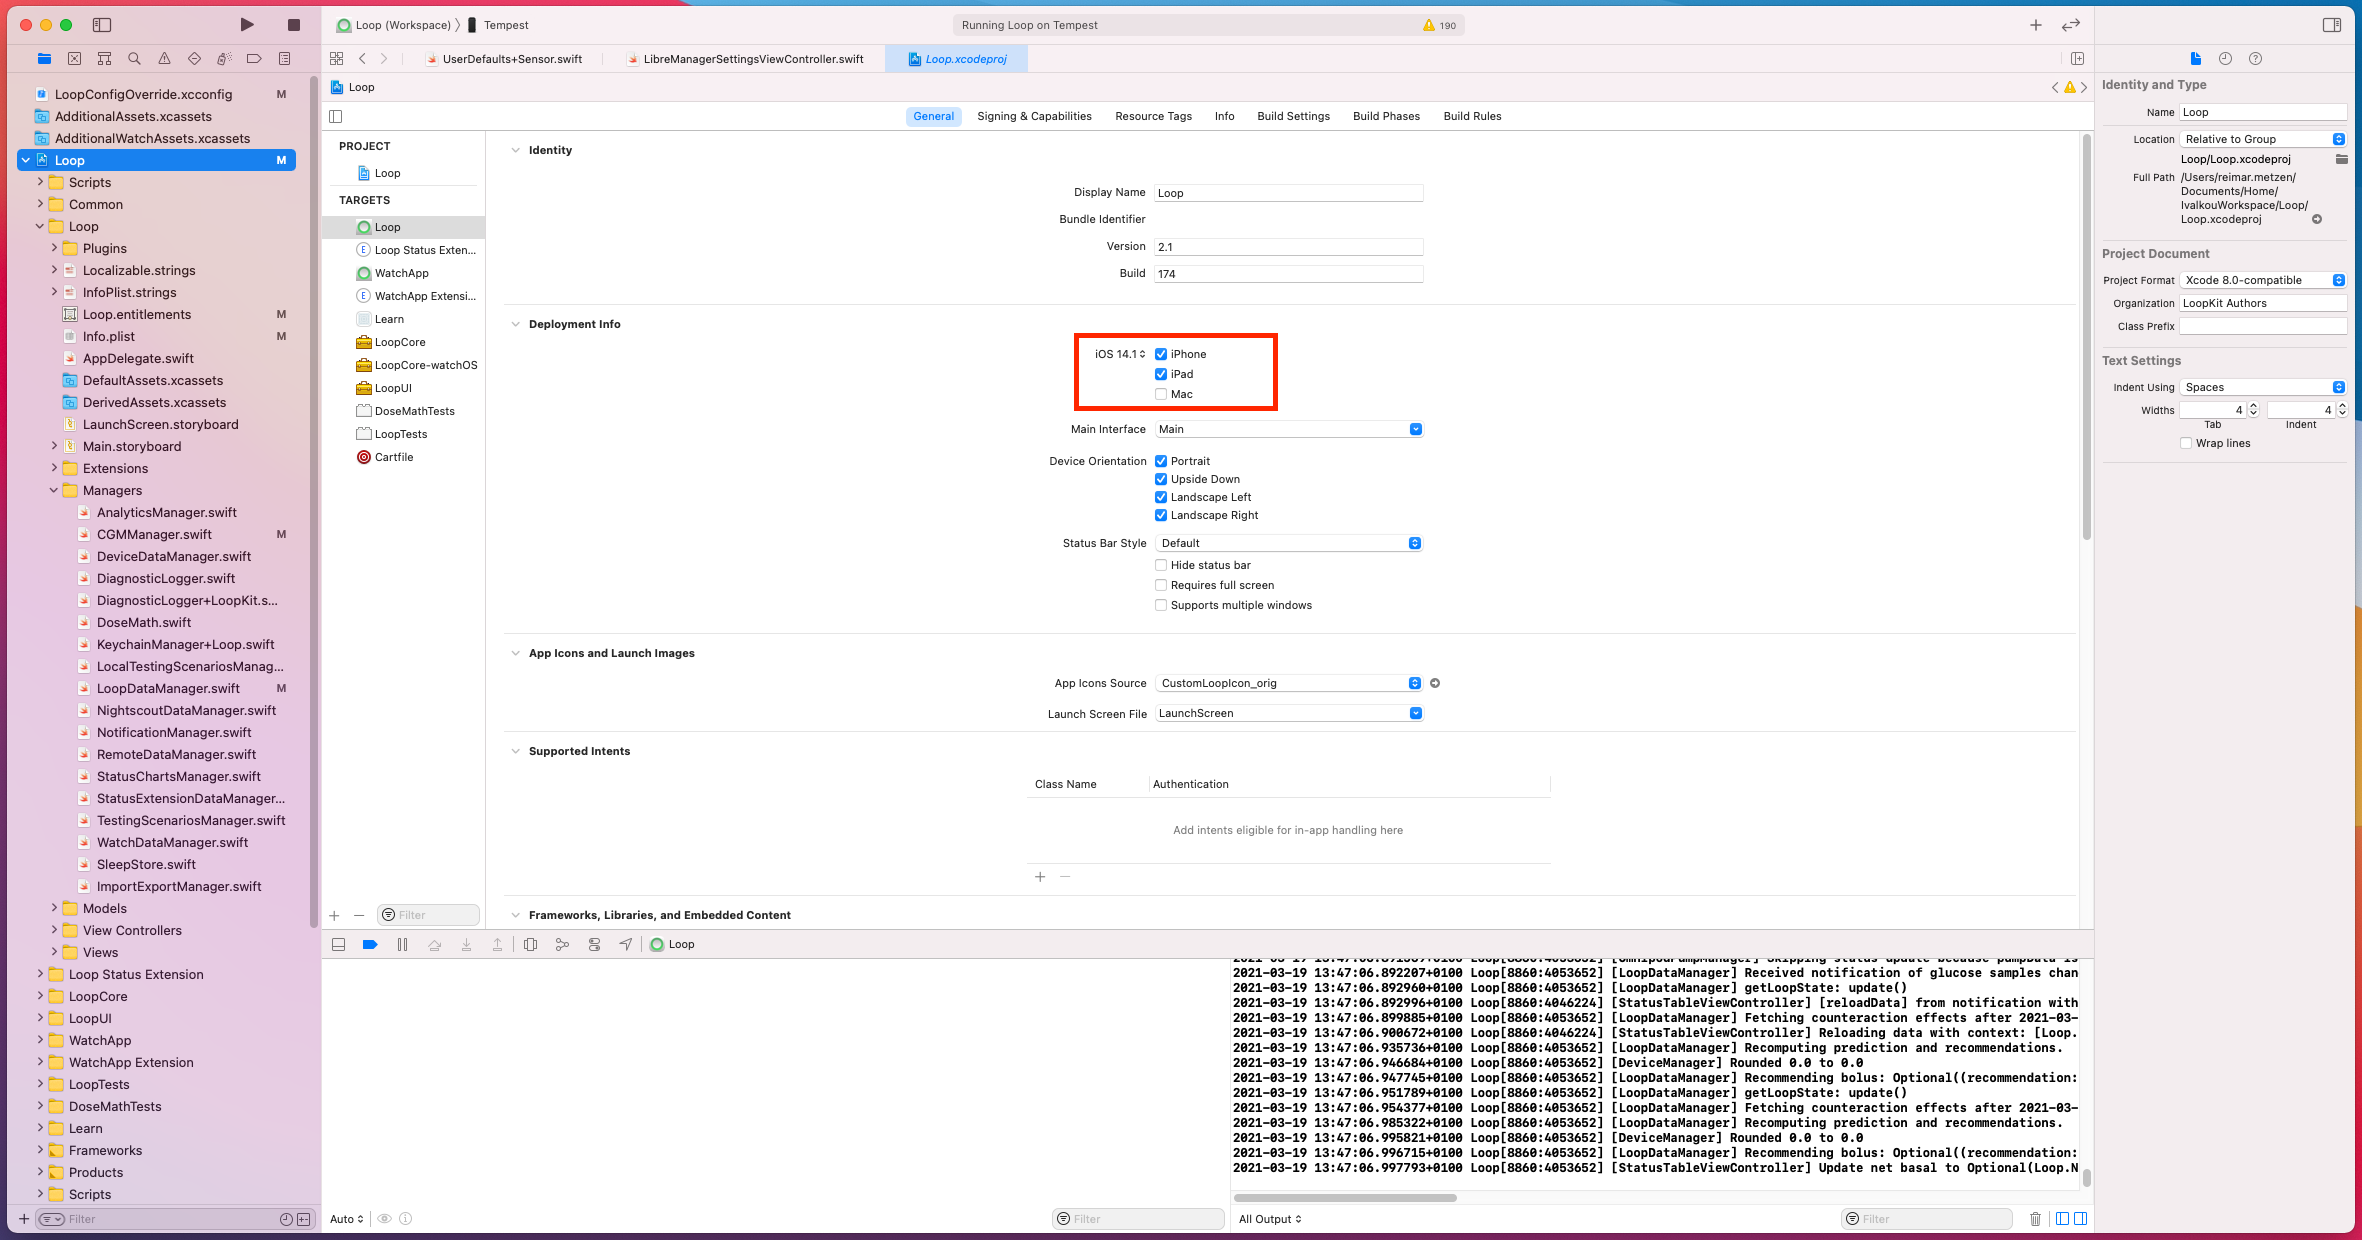 Loop (Workspace) 〉 Tempest
Running Loop on Tempest
190
UserDefaults+Sensor.swift
LibreManagerSettingsViewController.swift
Loop.xcodeproj
LoopConfigOverride.xcconfig M
AdditionalAssets.xcassets
AdditionalWatchAssets.xcassets
Loop M
Scripts
Common
Loop
Plugins
Localizable.strings
InfoPlist.strings
Loop.entitlements M
Info.plist M
AppDelegate.swift
DefaultAssets.xcassets
DerivedAssets.xcassets
LaunchScreen.storyboard
Main.storyboard
Extensions
Managers
AnalyticsManager.swift
CGMManager.swift M
DeviceDataManager.swift
DiagnosticLogger.swift
DiagnosticLogger+LoopKit.s...
DoseMath.swift
KeychainManager+Loop.swift
LocalTestingScenariosManag...
LoopDataManager.swift M
NightscoutDataManager.swift
NotificationManager.swift
RemoteDataManager.swift
StatusChartsManager.swift
StatusExtensionDataManager...
TestingScenariosManager.swift
WatchDataManager.swift
SleepStore.swift
ImportExportManager.swift
Models
View Controllers
Views
Loop Status Extension
LoopCore
LoopUI
WatchApp
WatchApp Extension
LoopTests
DoseMathTests
Learn
Frameworks
Products
Scripts
Filter
Loop
General
Signing & Capabilities
Resource Tags
Info
Build Settings
Build Phases
Build Rules
PROJECT
Loop
TARGETS
Loop
Loop Status Exten...
WatchApp
WatchApp Extensi...
Learn
LoopCore
LoopCore-watchOS
LoopUI
DoseMathTests
LoopTests
Cartfile
Filter
Identity
Display Name Loop
Bundle Identifier
Version 2.1
Build 174
Deployment Info
iOS 14.1 iPhone
iPad
Mac
Main Interface Main
Device Orientation Portrait
Upside Down
Landscape Left
Landscape Right
Status Bar Style Default
Hide status bar
Requires full screen
Supports multiple windows
App Icons and Launch Images
App Icons Source CustomLoopIcon_orig
Launch Screen File LaunchScreen
Supported Intents
Class Name Authentication
Add intents eligible for in-app handling here
Frameworks, Libraries, and Embedded Content
Loop
2021-03-19 13:47:06.892207+0100 Loop[8860:4053652] [LoopDataManager] Received notification of glucose samples chan
2021-03-19 13:47:06.892960+0100 Loop[8860:4053652] [LoopDataManager] getLoopState: update()
2021-03-19 13:47:06.892996+0100 Loop[8860:4046224] [StatusTableViewController] [reloadData] from notification with
2021-03-19 13:47:06.899885+0100 Loop[8860:4053652] [LoopDataManager] Fetching counteraction effects after 2021-03-
2021-03-19 13:47:06.900672+0100 Loop[8860:4046224] [StatusTableViewController] Reloading data with context: [Loop.
2021-03-19 13:47:06.935736+0100 Loop[8860:4053652] [LoopDataManager] Recomputing prediction and recommendations.
2021-03-19 13:47:06.946684+0100 Loop[8860:4053652] [DeviceManager] Rounded 0.0 to 0.0
2021-03-19 13:47:06.947745+0100 Loop[8860:4053652] [LoopDataManager] Recommending bolus: Optional((recommendation:
2021-03-19 13:47:06.951789+0100 Loop[8860:4053652] [LoopDataManager] getLoopState: update()
2021-03-19 13:47:06.954377+0100 Loop[8860:4053652] [LoopDataManager] Fetching counteraction effects after 2021-03-
2021-03-19 13:47:06.985322+0100 Loop[8860:4053652] [LoopDataManager] Recomputing prediction and recommendations.
2021-03-19 13:47:06.995821+0100 Loop[8860:4053652] [DeviceManager] Rounded 0.0 to 0.0
2021-03-19 13:47:06.996715+0100 Loop[8860:4053652] [LoopDataManager] Recommending bolus: Optional((recommendation:
2021-03-19 13:47:06.997793+0100 Loop[8860:4053652] [StatusTableViewController] Update net basal to Optional(Loop.N
Auto
Filter
All Output
Filter
Identity and Type
Name Loop
Location Relative to Group
Loop/Loop.xcodeproj
Full Path /Users/reimar.metzen/
Documents/Home/
IvalkouWorkspace/Loop/
Loop.xcodeproj
Project Document
Project Format Xcode 8.0-compatible
Organization LoopKit Authors
Class Prefix
Text Settings
Indent Using Spaces
Widths 4 4
Tab Indent
Wrap lines